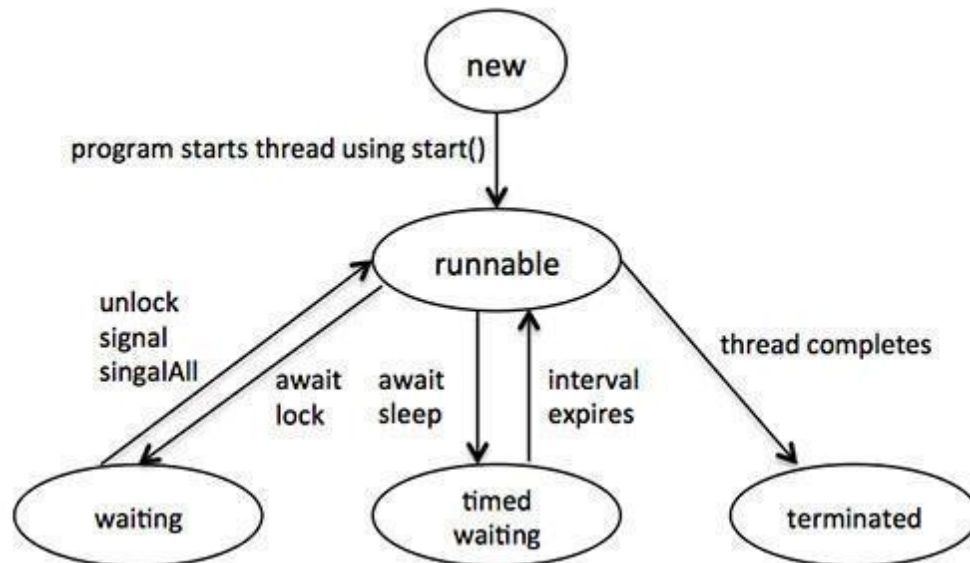 new
program starts thread using start()
runnable
unlock
signal
singalAll
await
lock
await
sleep
interval
expires
thread completes
waiting
timed
waiting
terminated